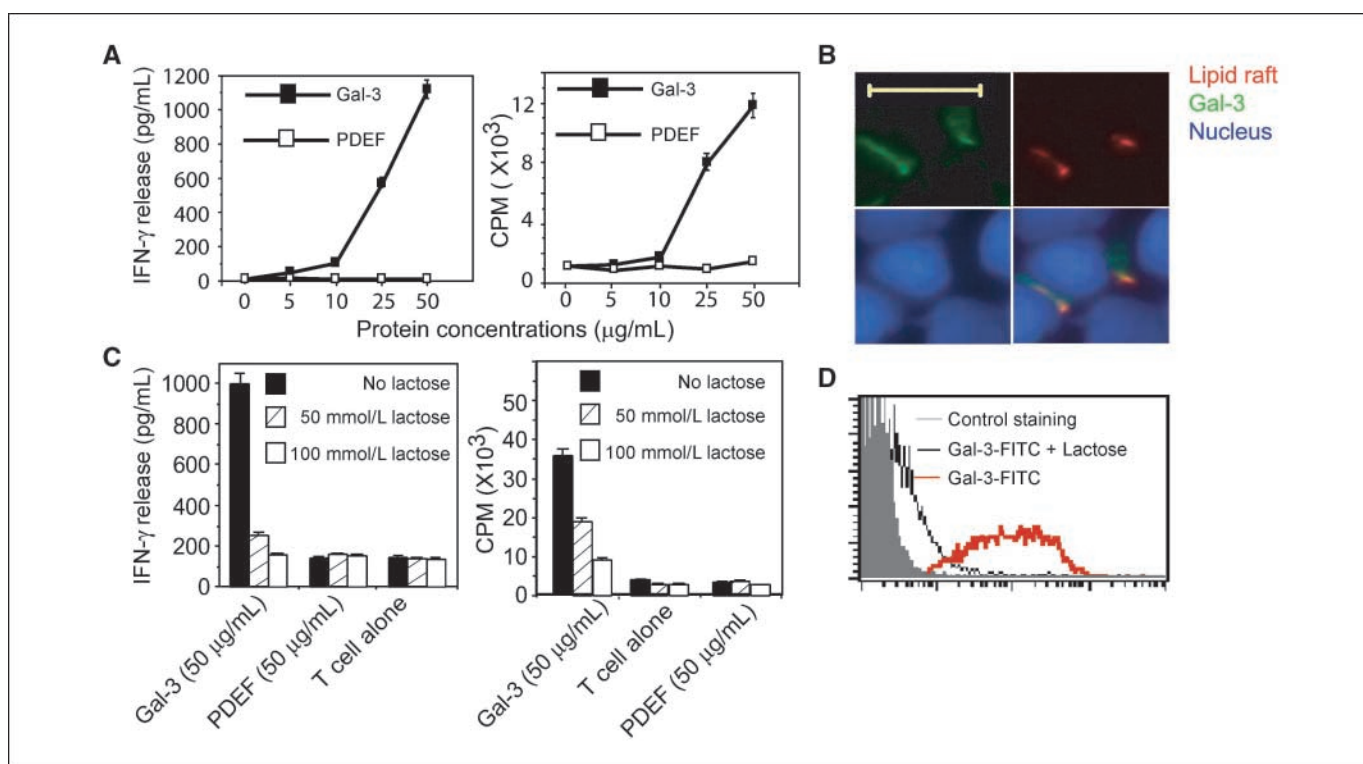 A
IFN-γ release (pg/mL)
1200
1000
800
600
400
200
0
Gal-3
PDEF
0 5 10 25 50
CPM ( X10³)
12
8
4
0
Gal-3
PDEF
0 5 10 25 50
Protein concentrations (μg/mL)
B
Lipid raft
Gal-3
Nucleus
C
IFN-γ release (pg/mL)
1000
800
600
400
200
0
No lactose
50 mmol/L lactose
100 mmol/L lactose
Gal-3 (50 μg/mL)
PDEF (50 μg/mL)
T cell alone
CPM (X10³)
50
40
30
20
10
0
No lactose
50 mmol/L lactose
100 mmol/L lactose
Gal-3 (50 μg/mL)
T cell alone
PDEF (50 μg/mL)
D
Control staining
Gal-3-FITC + Lactose
Gal-3-FITC